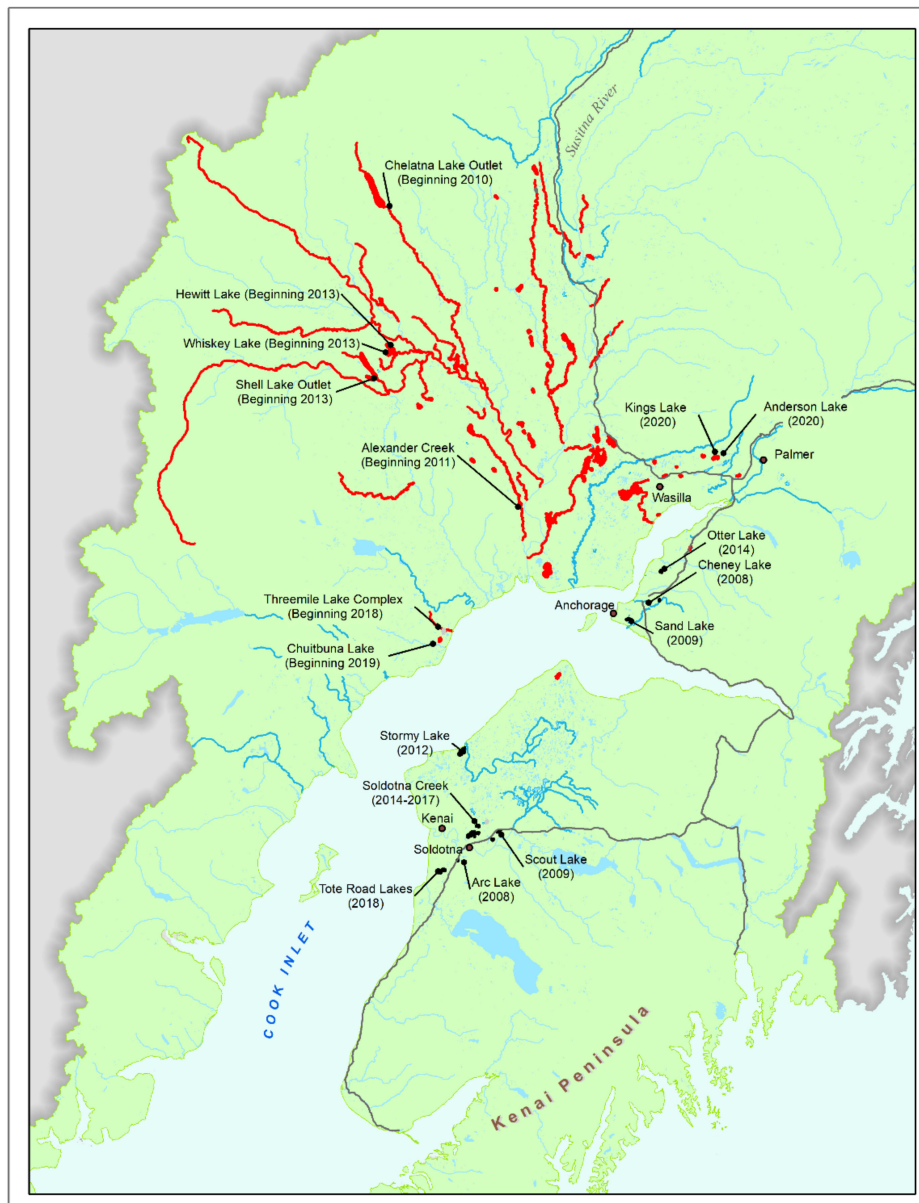 Susitna River
Chelatna Lake Outlet
(Beginning 2010)
Hewitt Lake (Beginning 2013)
Whiskey Lake (Beginning 2013)
Shell Lake Outlet
(Beginning 2013)
Kings Lake
(2020)
Anderson Lake
(2020)
Alexander Creek
(Beginning 2011)
Palmer
Wasilla
Otter Lake
(2014)
Cheney Lake
(2008)
Threemile Lake Complex
(Beginning 2018)
Anchorage
Sand Lake
(2009)
Chuitbuna Lake
(Beginning 2019)
Stormy Lake
(2012)
Soldotna Creek
(2014-2017)
Kenai
Soldotna
Scout Lake
(2009)
Tote Road Lakes
(2018)
Arc Lake
(2008)
COOK INLET
Kenai Peninsula